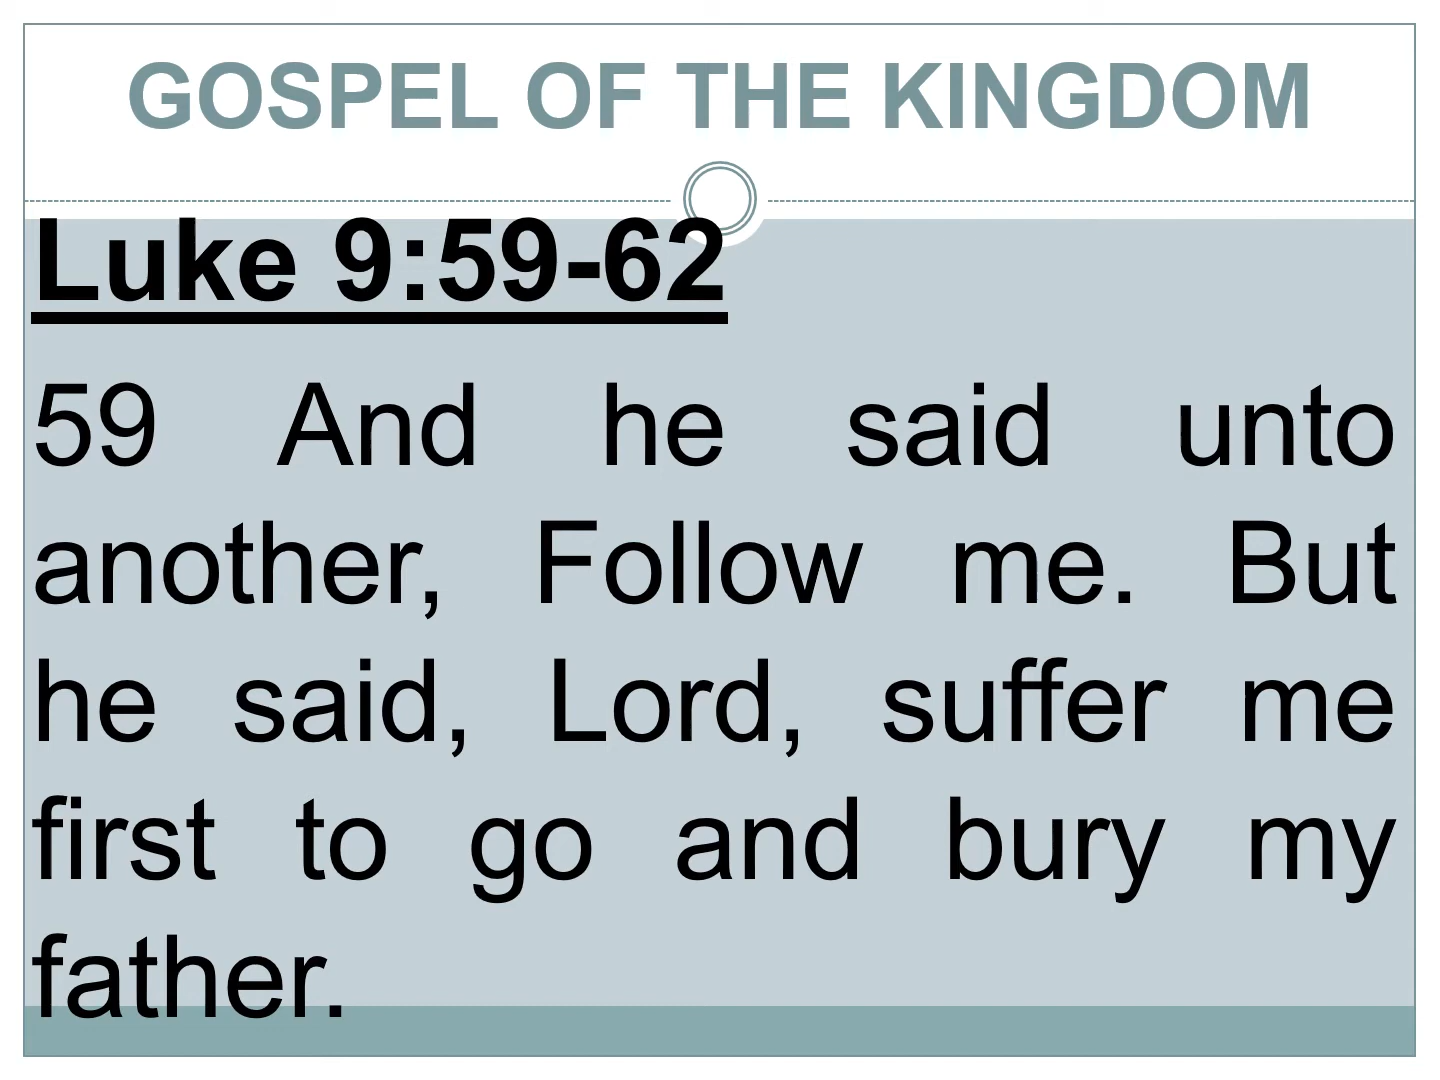 GOSPEL OF THE KINGDOM
Luke 9:59-62
59 And he said unto
another, Follow me. But
he said, Lord, suffer me
first to go and bury my
father.